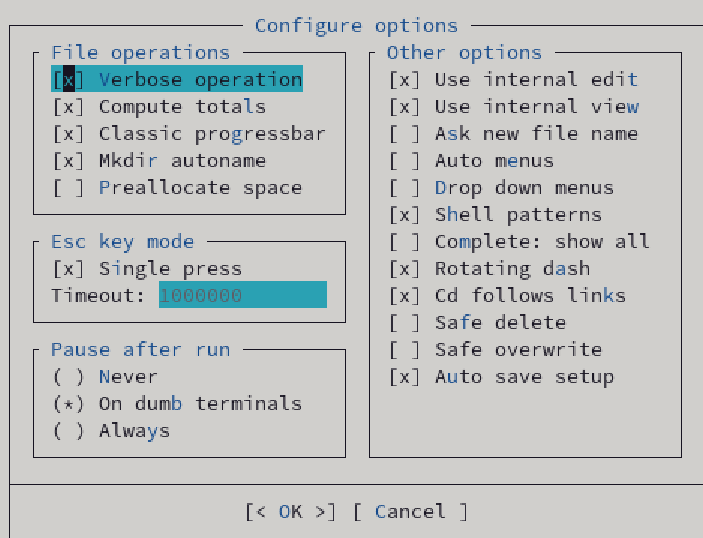 Configure options
File operations
[x] Verbose operation
[x] Compute totals
[x] Classic progressbar
[x] Mkdir autoname
[ ] Preallocate space
Esc key mode
[x] Single press
Timeout: 1000000
Pause after run
( ) Never
(*) On dumb terminals
( ) Always
Other options
[x] Use internal edit
[x] Use internal view
[ ] Ask new file name
[ ] Auto menus
[ ] Drop down menus
[x] Shell patterns
[ ] Complete: show all
[x] Rotating dash
[x] Cd follows links
[ ] Safe delete
[ ] Safe overwrite
[x] Auto save setup
[< OK >] [ Cancel ]